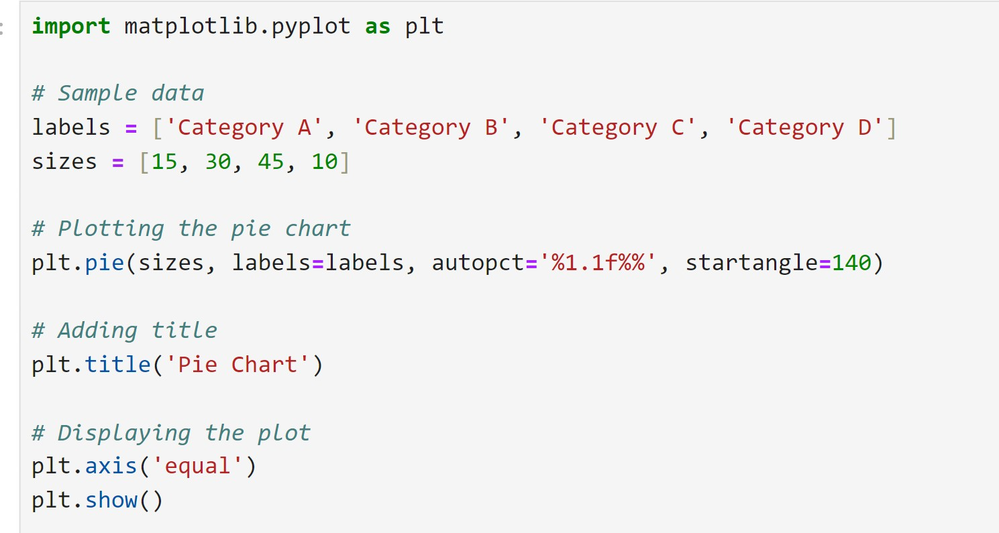 import matplotlib.pyplot as plt
# Sample data
labels = ['Category A', 'Category B', 'Category C', 'Category D']
sizes = [15, 30, 45, 10]
# Plotting the pie chart
plt.pie(sizes, labels=labels, autopct='%1.1f%%', startangle=140)
# Adding title
plt.title('Pie Chart')
# Displaying the plot
plt.axis('equal')
plt.show()